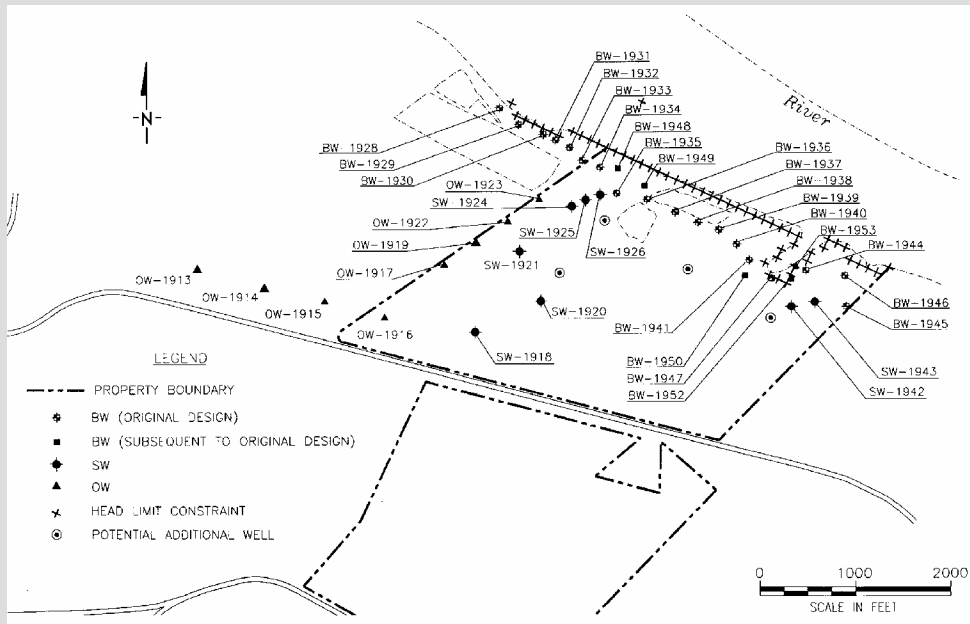 BW-1931
BW-1932
BW-1933
BW-1934
BW-1948
BW-1935
BW-1949
BW-1936
BW-1937
BW-1938
BW-1939
BW-1940
BW-1953
BW-1944
River
-N-
BW-1928
BW-1929
BW-1930
OW-1923
SW-1924
OW-1922
SW-1925
OW-1919
SW-1926
SW-1921
OW-1917
OW-1913
OW-1914
OW-1915
OW-1916
SW-1920
SW-1918
BW-1941
BW-1946
BW-1945
BW-1950
BW-1947
BW-1952
SW-1943
SW-1942
LEGEND
PROPERTY BOUNDARY
BW (ORIGINAL DESIGN)
BW (SUBSEQUENT TO ORIGINAL DESIGN)
SW
OW
HEAD LIMIT CONSTRAINT
POTENTIAL ADDITIONAL WELL
0 1000 2000
SCALE IN FEET